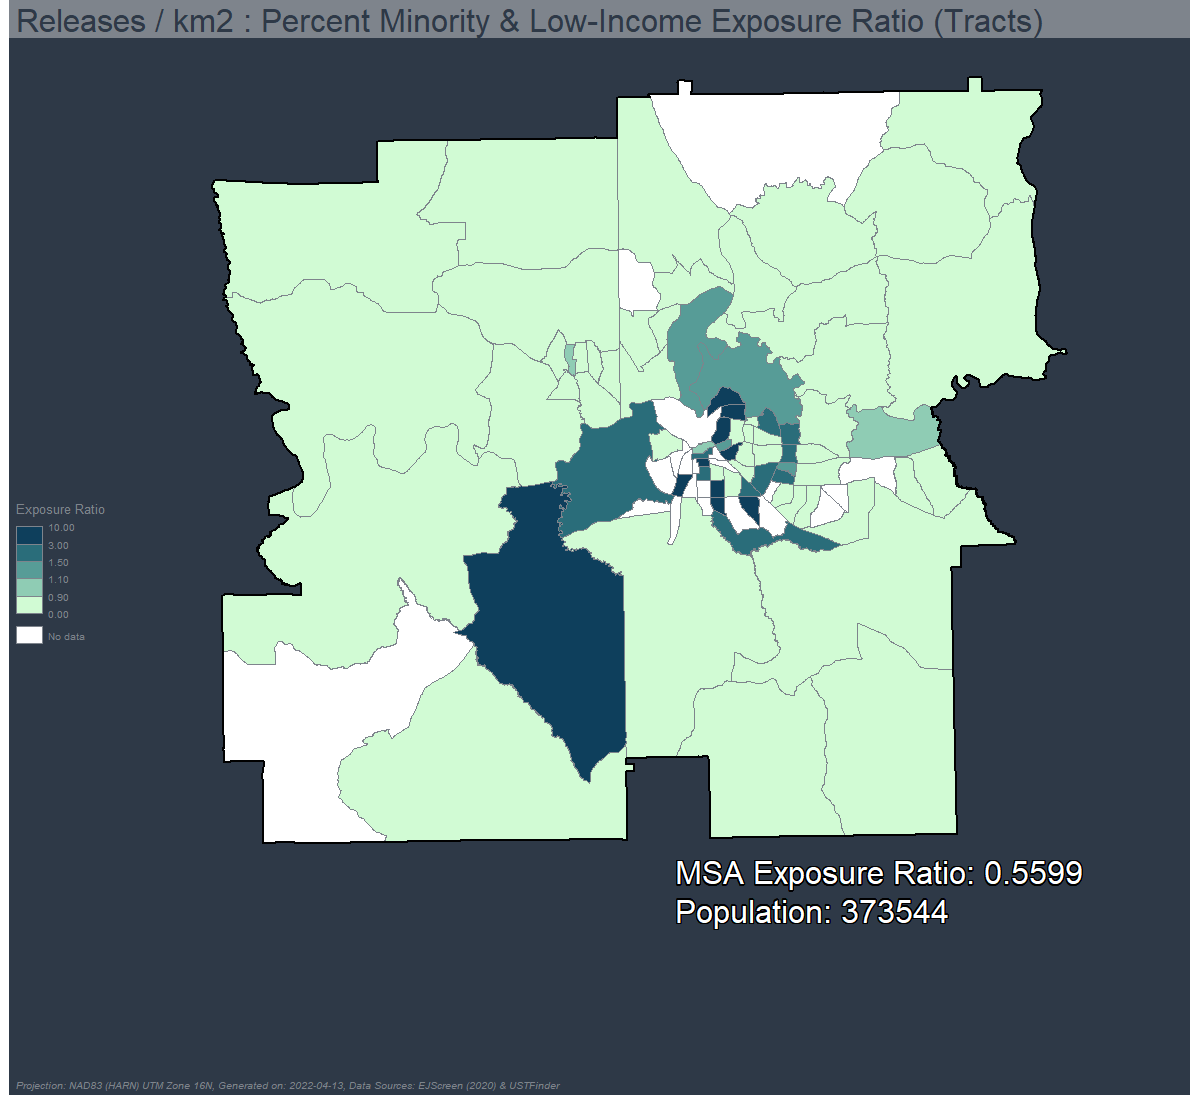 Releases / km2 : Percent Minority & Low-Income Exposure Ratio (Tracts)
Exposure Ratio
10.00
3.00
1.50
1.10
0.90
0.00
No data
MSA Exposure Ratio: 0.5599
Population: 373544
Projection: NAD83 (HARN) UTM Zone 16N, Generated on: 2022-04-13, Data Sources: EJScreen (2020) & USTFinder